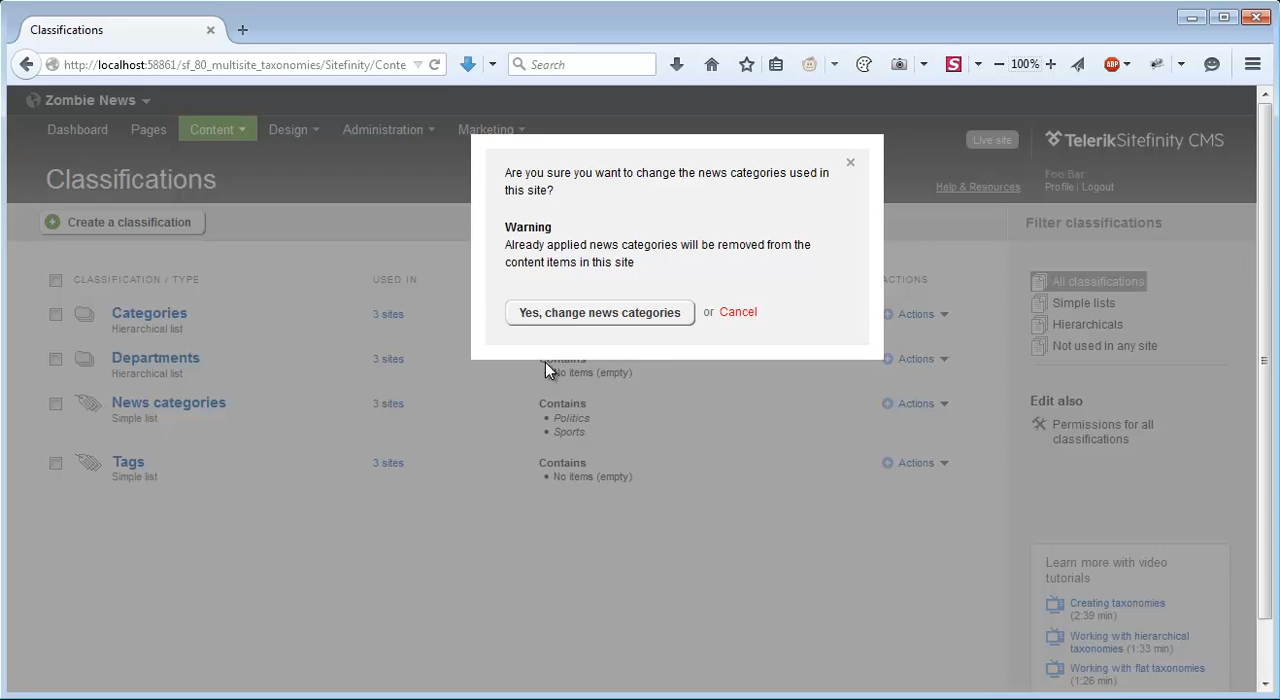 Classifications
http://localhost:58861/sf_80_multisite_taxonomies/Sitefinity/Conte
Search
100%
ABP
Zombie News
Dashboard
Pages
Content
Design
Administration
Marketing
Live site
Telerik Sitefinity CMS
Foo Bar
Help & Resources
Profile | Logout
Classifications
Create a classification
Filter classifications
Are you sure you want to change the news categories used in
this site?
Warning
Already applied news categories will be removed from the
content items in this site
Yes, change news categories or Cancel
CLASSIFICATION / TYPE
USED IN
ACTIONS
Categories
Hierarchical list
3 sites
Actions
Departments
Hierarchical list
3 sites
Contains
No items (empty)
Actions
News categories
Simple list
3 sites
Contains
• Politics
• Sports
Actions
Tags
Simple list
3 sites
Contains
• No items (empty)
Actions
All classifications
Simple lists
Hierarchicals
Not used in any site
Edit also
Permissions for all
classifications
Learn more with video
tutorials
Creating taxonomies
(2:39 min)
Working with hierarchical
taxonomies (1:33 min)
Working with flat taxonomies
(1:26 min)